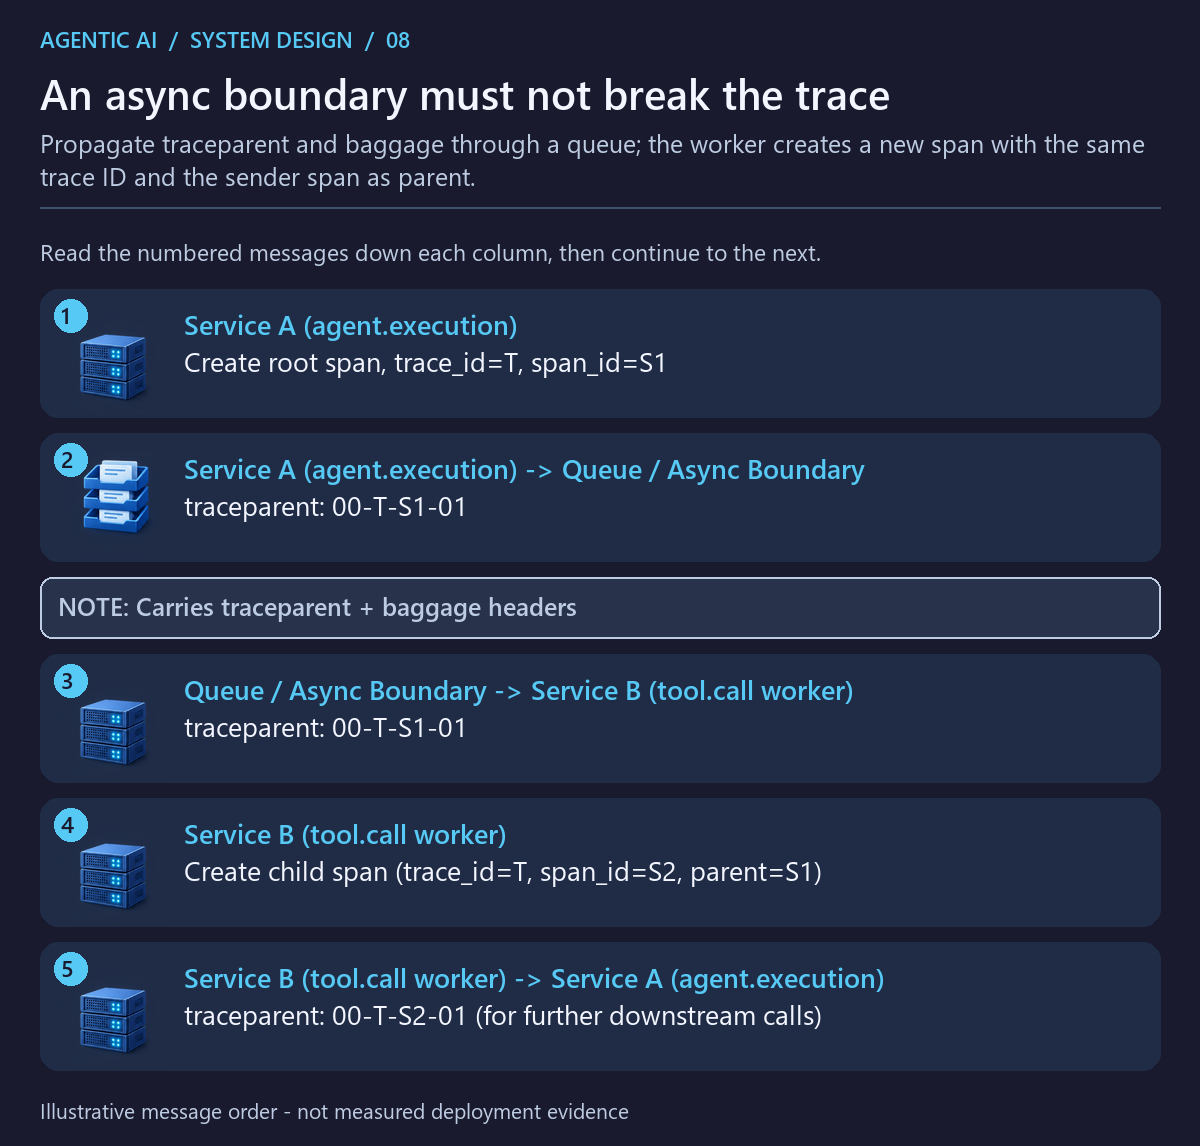 AGENTIC AI / SYSTEM DESIGN / 08
An async boundary must not break the trace
Propagate traceparent and baggage through a queue; the worker creates a new span with the same
trace ID and the sender span as parent.
Read the numbered messages down each column, then continue to the next.
1
Service A (agent.execution)
Create root span, trace_id=T, span_id=S1
2
Service A (agent.execution) -> Queue / Async Boundary
traceparent: 00-T-S1-01
NOTE: Carries traceparent + baggage headers
3
Queue / Async Boundary -> Service B (tool.call worker)
traceparent: 00-T-S1-01
4
Service B (tool.call worker)
Create child span (trace_id=T, span_id=S2, parent=S1)
5
Service B (tool.call worker) -> Service A (agent.execution)
traceparent: 00-T-S2-01 (for further downstream calls)
Illustrative message order - not measured deployment evidence